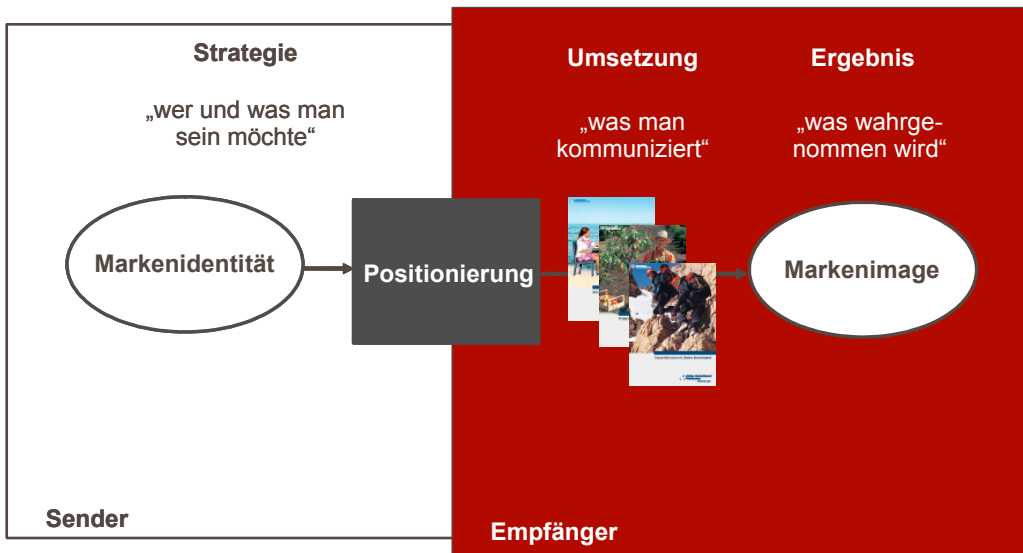 Strategie
„wer und was man
sein möchte“
Umsetzung
„was man
kommuniziert“
Ergebnis
„was wahrge-
nommen wird“
Markenidentität
Positionierung
Markenimage
Sender
Empfänger